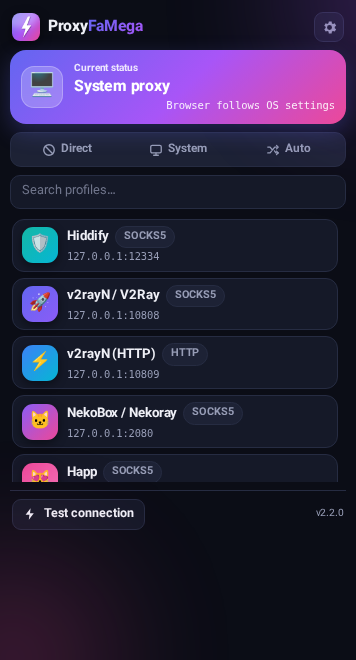 ProxyFaMega
Current status
System proxy
Browser follows OS settings
Direct System Auto
Search profiles…
Hiddify SOCKS5
127.0.0.1:12334
v2rayN / V2Ray SOCKS5
127.0.0.1:10808
v2rayN (HTTP) HTTP
127.0.0.1:10809
NekoBox / Nekoray SOCKS5
127.0.0.1:2080
Happ SOCKS5
Test connection v2.2.0